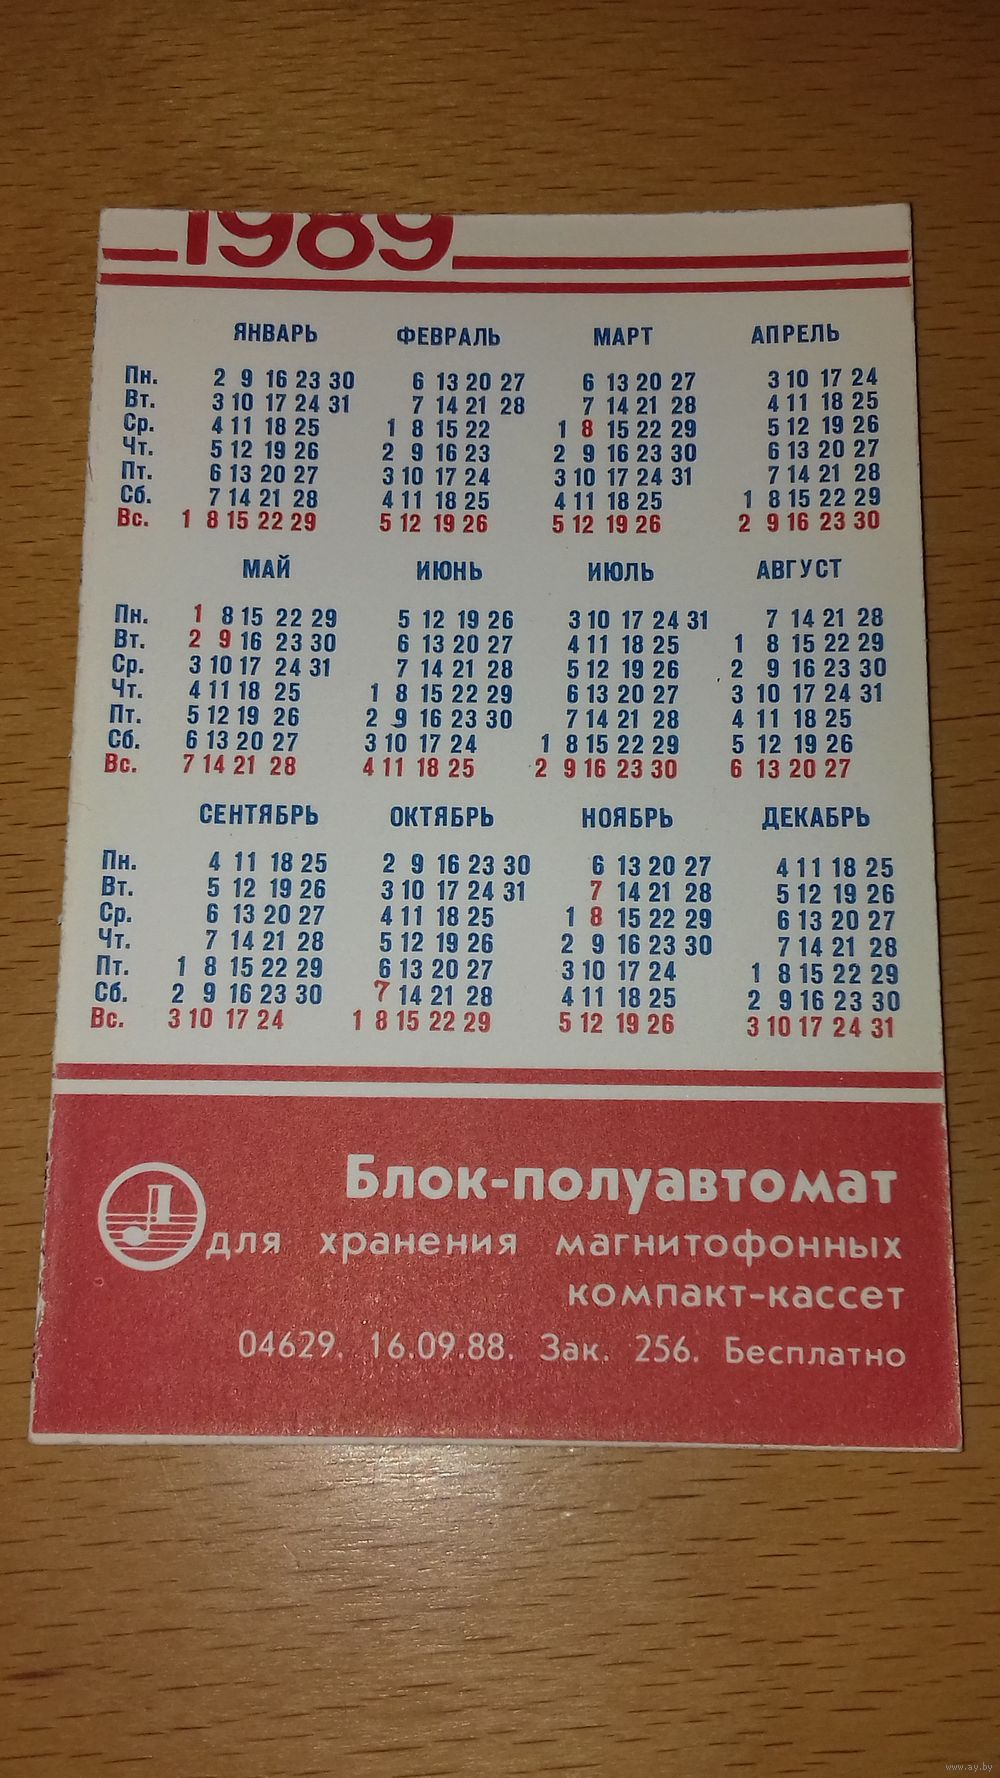 1989
ЯНВАРЬ ФЕВРАЛЬ МАРТ АПРЕЛЬ
Пн. 2 9 16 23 30 6 13 20 27 6 13 20 27 3 10 17 24
Вт. 3 10 17 24 31 7 14 21 28 7 14 21 28 4 11 18 25
Ср. 4 11 18 25 1 8 15 22 1 8 15 22 29 5 12 19 26
Чт. 5 12 19 26 2 9 16 23 2 9 16 23 30 6 13 20 27
Пт. 6 13 20 27 3 10 17 24 3 10 17 24 31 7 14 21 28
Сб. 7 14 21 28 4 11 18 25 4 11 18 25 1 8 15 22 29
Вс. 1 8 15 22 29 5 12 19 26 5 12 19 26 2 9 16 23 30
МАЙ ИЮНЬ ИЮЛЬ АВГУСТ
Пн. 1 8 15 22 29 5 12 19 26 3 10 17 24 31 7 14 21 28
Вт. 2 9 16 23 30 6 13 20 27 4 11 18 25 1 8 15 22 29
Ср. 3 10 17 24 31 7 14 21 28 5 12 19 26 2 9 16 23 30
Чт. 4 11 18 25 1 8 15 22 29 6 13 20 27 3 10 17 24 31
Пт. 5 12 19 26 2 9 16 23 30 7 14 21 28 4 11 18 25
Сб. 6 13 20 27 3 10 17 24 1 8 15 22 29 5 12 19 26
Вс. 7 14 21 28 4 11 18 25 2 9 16 23 30 6 13 20 27
СЕНТЯБРЬ ОКТЯБРЬ НОЯБРЬ ДЕКАБРЬ
Пн. 4 11 18 25 2 9 16 23 30 6 13 20 27 4 11 18 25
Вт. 5 12 19 26 3 10 17 24 31 7 14 21 28 5 12 19 26
Ср. 6 13 20 27 4 11 18 25 1 8 15 22 29 6 13 20 27
Чт. 7 14 21 28 5 12 19 26 2 9 16 23 30 7 14 21 28
Пт. 1 8 15 22 29 6 13 20 27 3 10 17 24 1 8 15 22 29
Сб. 2 9 16 23 30 7 14 21 28 4 11 18 25 2 9 16 23 30
Вс. 3 10 17 24 1 8 15 22 29 5 12 19 26 3 10 17 24 31
Блок-полуавтомат
для хранения магнитофонных
компакт-кассет
04629. 16.09.88. Зак. 256. Бесплатно
www.ay.by